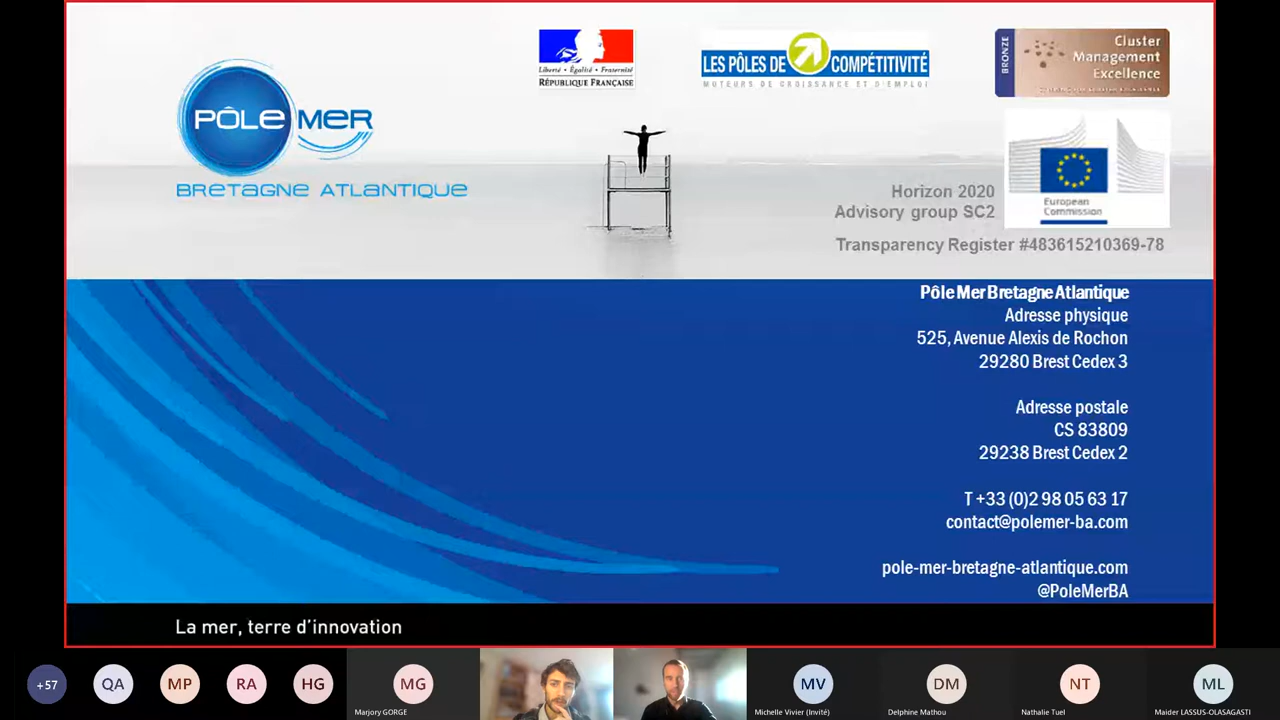 Liberté • Égalité • Fraternité
RÉPUBLIQUE FRANÇAISE
LES PÔLES DE COMPÉTITIVITÉ
MOTEURS DE CROISSANCE ET D'EMPLOI
BRONZE
Cluster
Management
Excellence
PÔLE MER
BRETAGNE ATLANTIQUE
European
Commission
Horizon 2020
Advisory group SC2
Transparency Register #483615210369-78
Pôle Mer Bretagne Atlantique
Adresse physique
525, Avenue Alexis de Rochon
29280 Brest Cedex 3
Adresse postale
CS 83809
29238 Brest Cedex 2
T +33 (0)2 98 05 63 17
contact@polemer-ba.com
pole-mer-bretagne-atlantique.com
@PoleMerBA
La mer, terre d'innovation
+57
QA
MP
RA
HG
MG
Marjory GORGE
MV
Michelle Vivier (Invité)
DM
Delphine Mathou
NT
Nathalie Tuel
ML
Maider LASSUS-OLASAGASTI